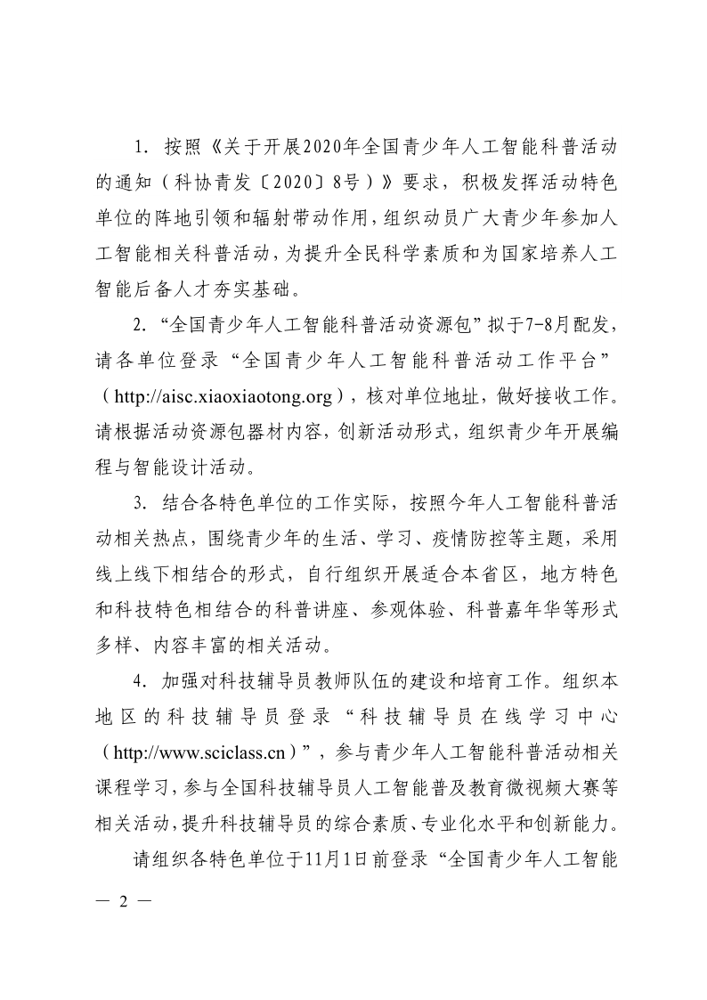 1. 按照《关于开展2020年全国青少年人工智能科普活动
的通知（科协青发〔2020〕8号）》要求，积极发挥活动特色
单位的阵地引领和辐射带动作用，组织动员广大青少年参加人
工智能相关科普活动，为提升全民科学素质和为国家培养人工
智能后备人才夯实基础。
2. “全国青少年人工智能科普活动资源包”拟于7-8月配发，
请各单位登录“全国青少年人工智能科普活动工作平台”
（http://aisc.xiaoxiaotong.org），核对单位地址，做好接收工作。
请根据活动资源包器材内容，创新活动形式，组织青少年开展编
程与智能设计活动。
3. 结合各特色单位的工作实际，按照今年人工智能科普活
动相关热点，围绕青少年的生活、学习、疫情防控等主题，采用
线上线下相结合的形式，自行组织开展适合本省区，地方特色
和科技特色相结合的科普讲座、参观体验、科普嘉年华等形式
多样、内容丰富的相关活动。
4. 加强对科技辅导员教师队伍的建设和培育工作。组织本
地区的科技辅导员登录“科技辅导员在线学习中心
（http://www.sciclass.cn）”，参与青少年人工智能科普活动相关
课程学习，参与全国科技辅导员人工智能普及教育微视频大赛等
相关活动，提升科技辅导员的综合素质、专业化水平和创新能力。
请组织各特色单位于11月1日前登录“全国青少年人工智能
— 2 —